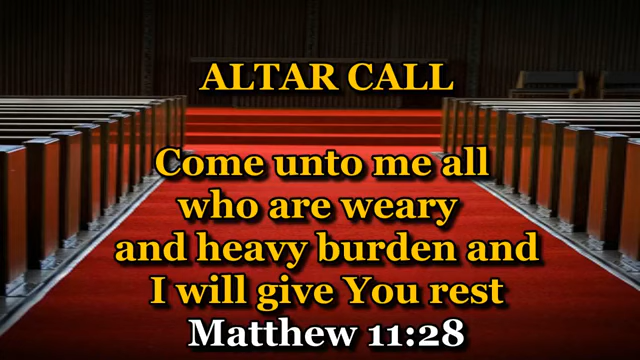 ALTAR CALL
Come unto me all
who are weary
and heavy burden and
I will give You rest
Matthew 11:28